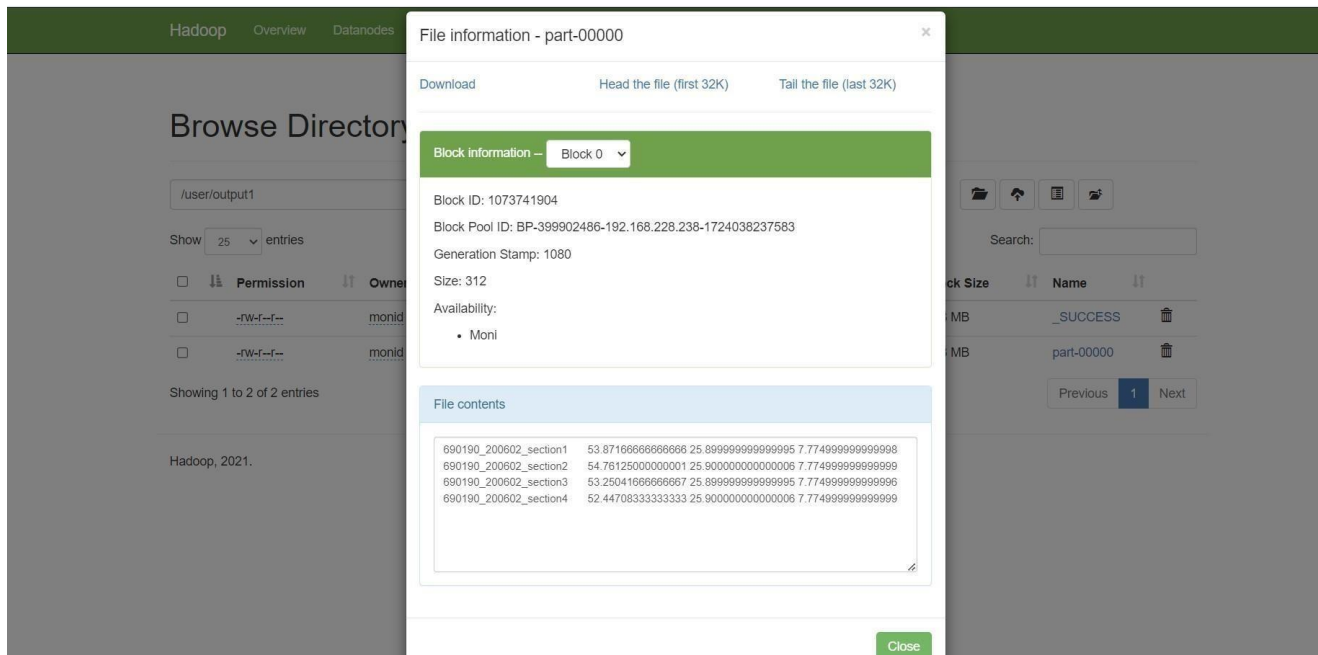 Hadoop Overview Datanodes
File information - part-00000 ×
Download Head the file (first 32K) Tail the file (last 32K)
Browse Directory
Block information -- Block 0
/user/output1
Block ID: 1073741904
Block Pool ID: BP-399902486-192.168.228.238-1724038237583
Show 25 entries Search:
Generation Stamp: 1080
Permission Owner ck Size Name
Size: 312
-rw-r--r-- monid MB _SUCCESS
Availability:
• Moni
-rw-r--r-- monid MB part-00000
Showing 1 to 2 of 2 entries Previous 1 Next
File contents
690190_200602_section1 53.87166666666666 25.899999999999995 7.774999999999998
690190_200602_section2 54.76125000000001 25.900000000000006 7.774999999999999
690190_200602_section3 53.25041666666667 25.899999999999995 7.774999999999996
690190_200602_section4 52.44708333333333 25.900000000000006 7.774999999999999
Hadoop, 2021.
Close